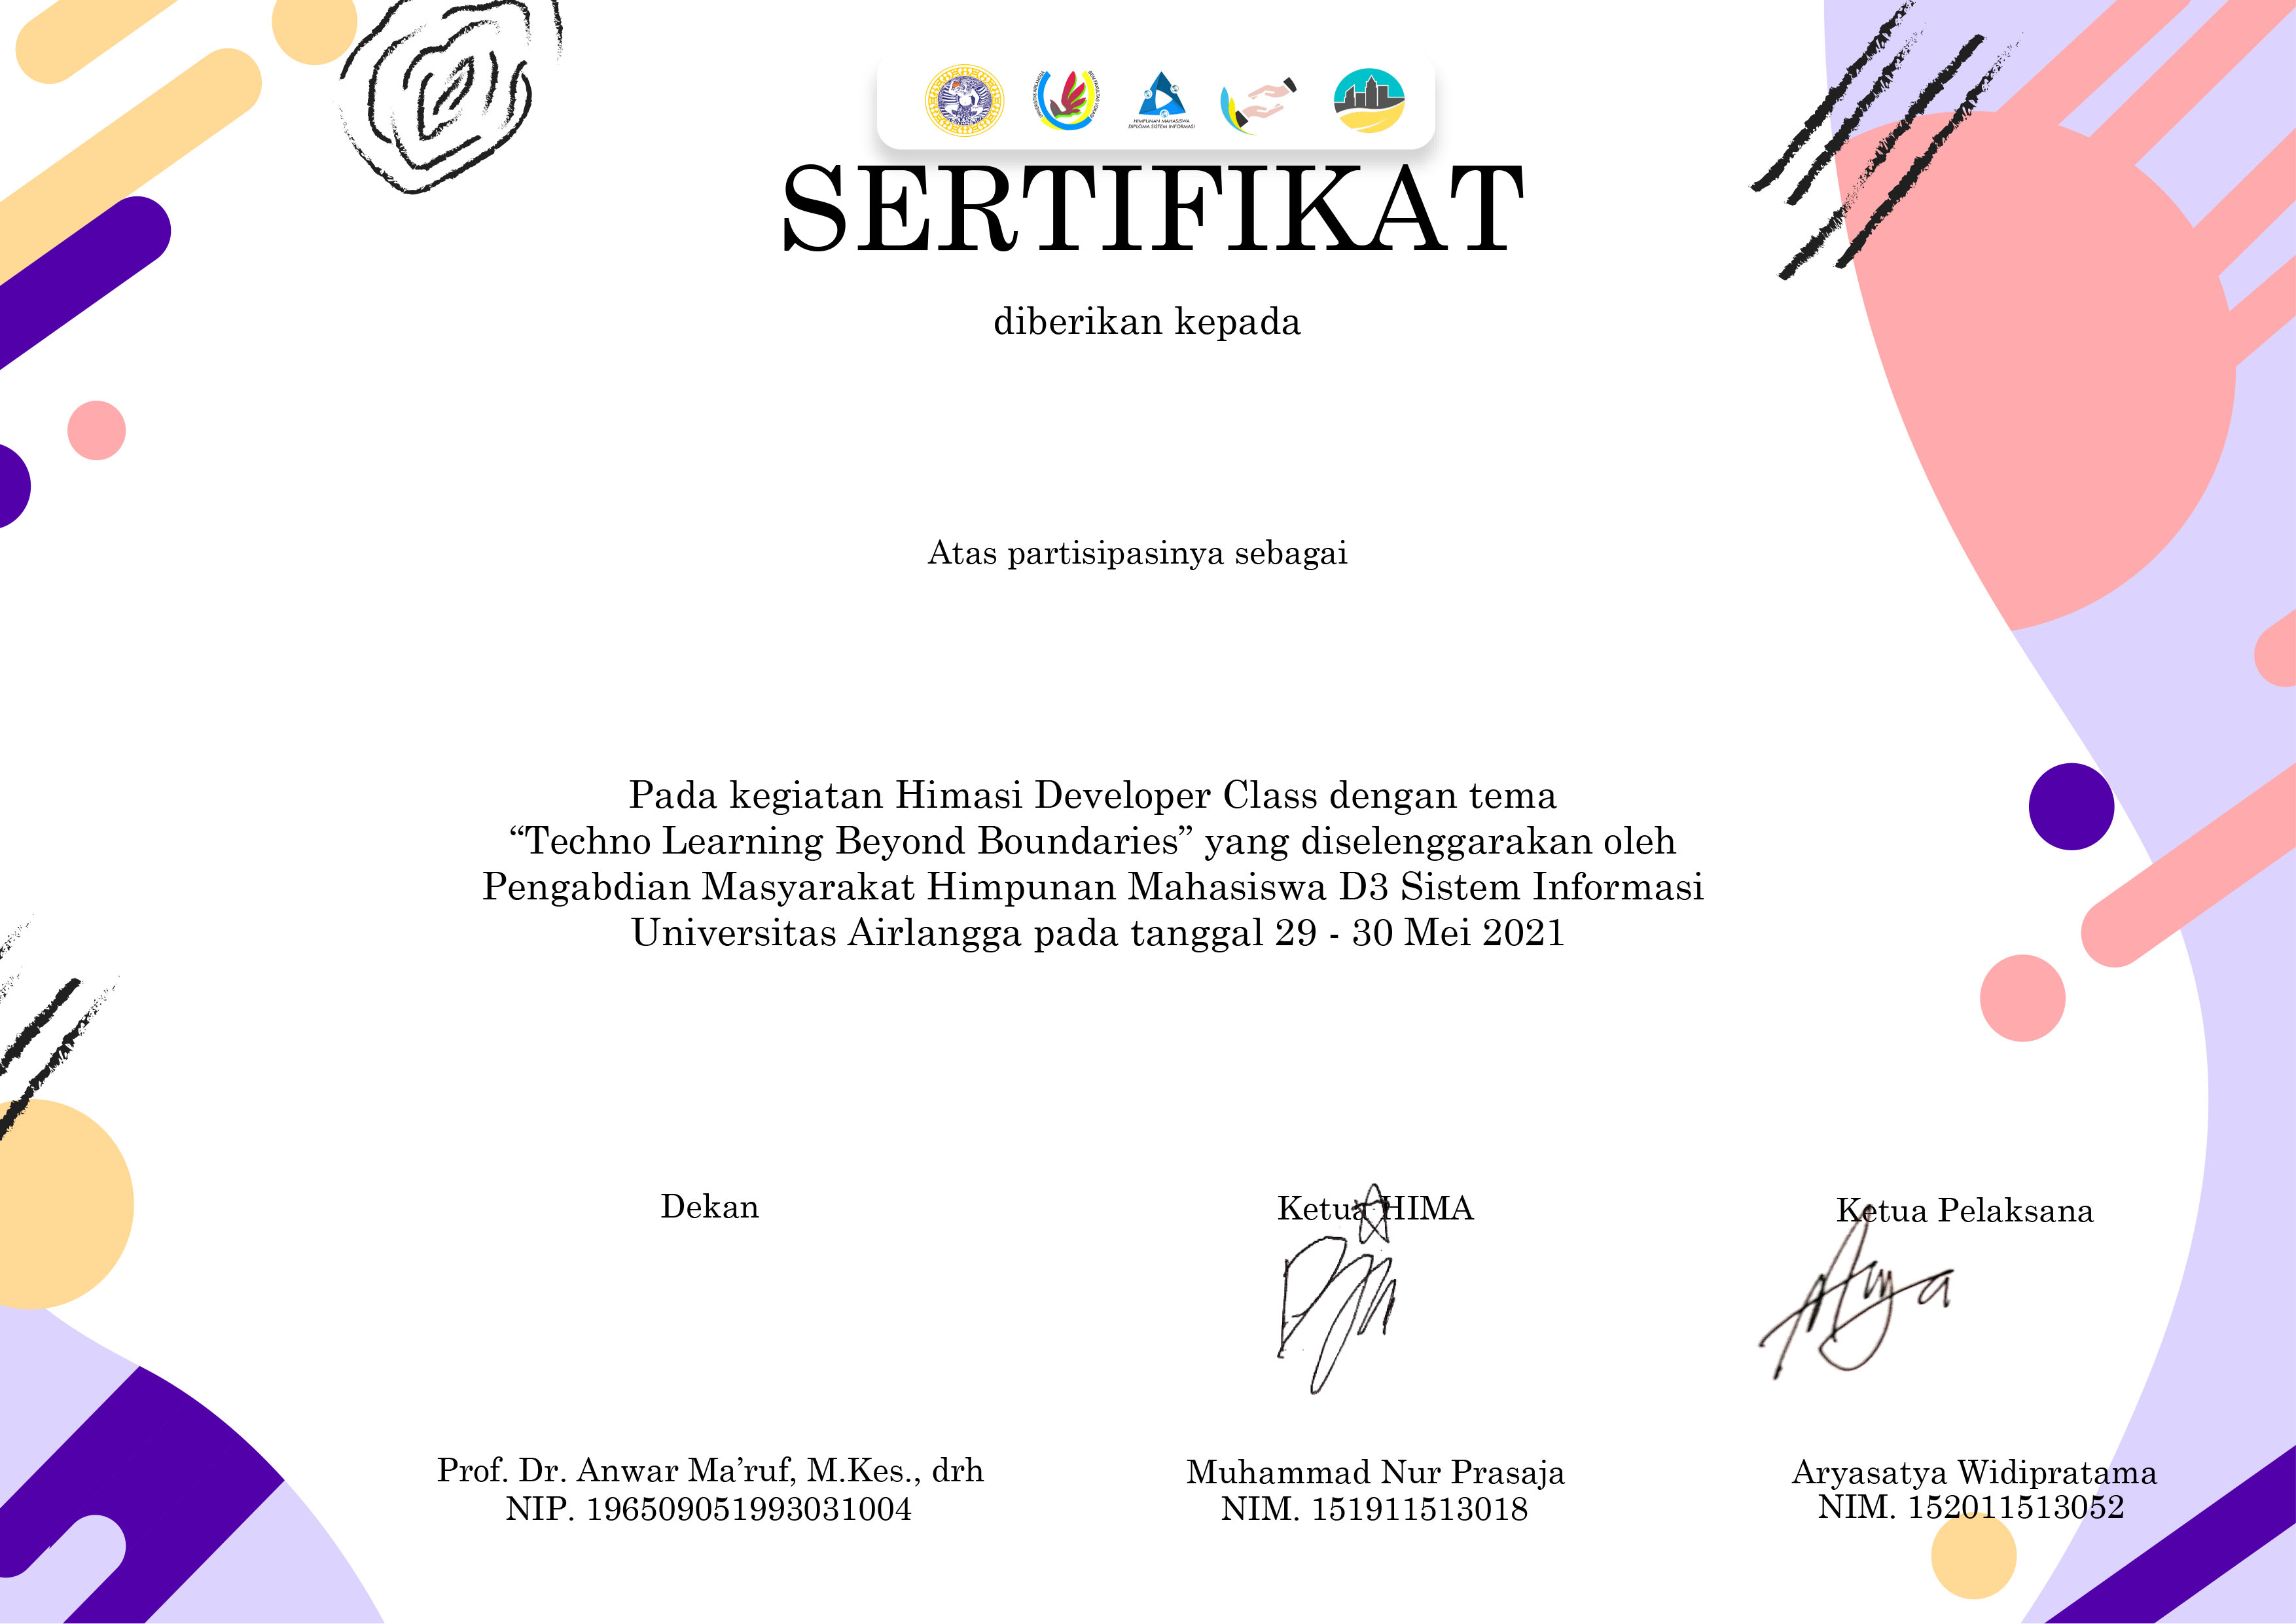 HIMPUNAN MAHASISWA
DIPLOMA SISTEM INFORMASI
SERTIFIKAT
diberikan kepada
Atas partisipasinya sebagai
Pada kegiatan Himasi Developer Class dengan tema
“Techno Learning Beyond Boundaries” yang diselenggarakan oleh
Pengabdian Masyarakat Himpunan Mahasiswa D3 Sistem Informasi
Universitas Airlangga pada tanggal 29 - 30 Mei 2021
Dekan
Ketua HIMA
Ketua Pelaksana
Prof. Dr. Anwar Ma’ruf, M.Kes., drh
NIP. 196509051993031004
Muhammad Nur Prasaja
NIM. 151911513018
Aryasatya Widipratama
NIM. 152011513052